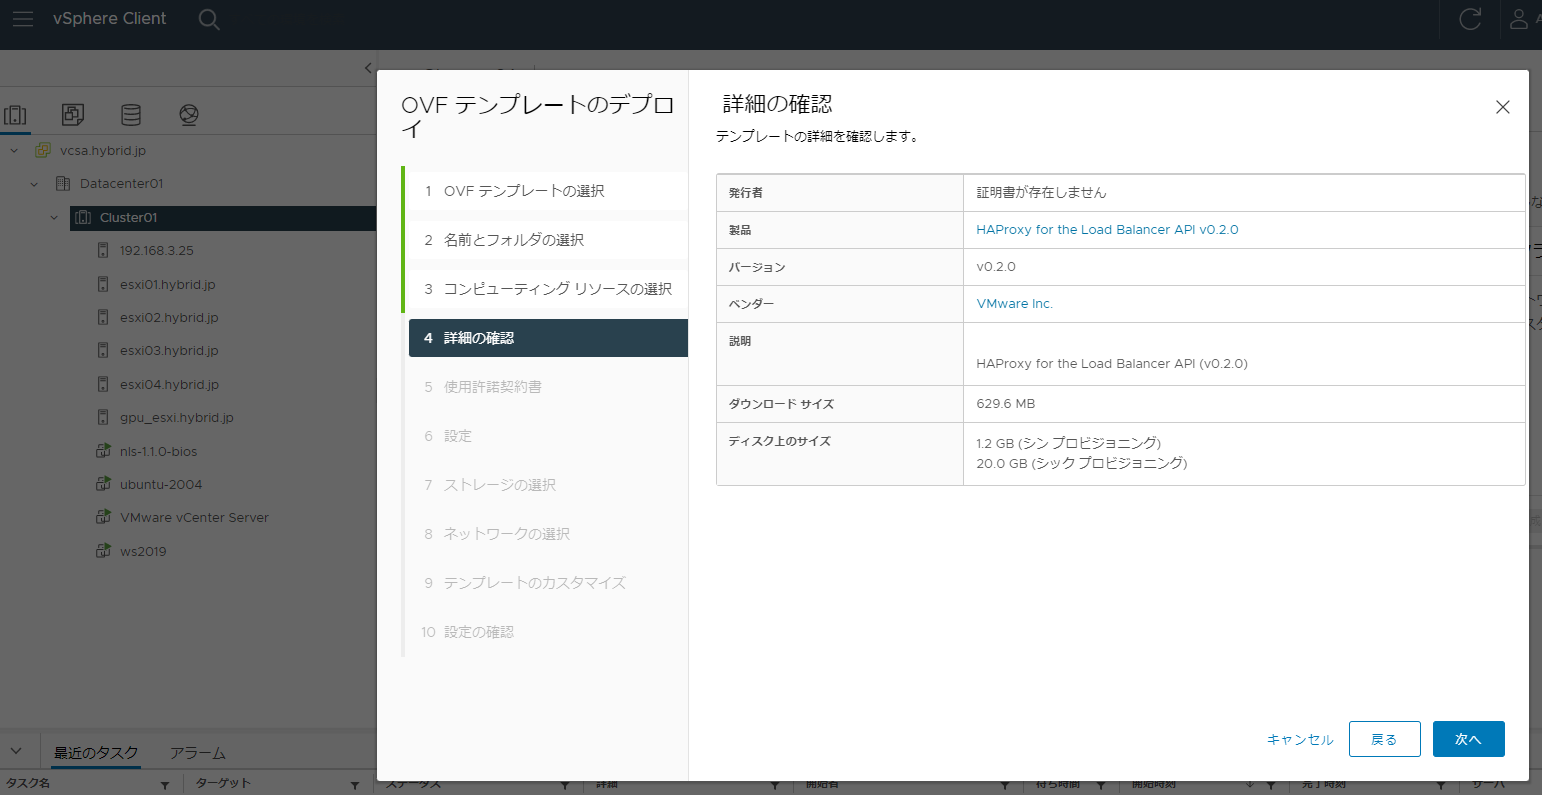 vSphere Client
vcsa.hybrid.jp
Datacenter01
Cluster01
192.168.3.25
esxi01.hybrid.jp
esxi02.hybrid.jp
esxi03.hybrid.jp
esxi04.hybrid.jp
gpu_esxi.hybrid.jp
nls-1.1.0-bios
ubuntu-2004
VMware vCenter Server
ws2019
OVF テンプレートのデプロ
イ
1 OVF テンプレートの選択
2 名前とフォルダの選択
3 コンピューティング リソースの選択
4 詳細の確認
5 使用許諾契約書
6 設定
7 ストレージの選択
8 ネットワークの選択
9 テンプレートのカスタマイズ
10 設定の確認
詳細の確認
テンプレートの詳細を確認します。
発行者 証明書が存在しません
製品 HAProxy for the Load Balancer API v0.2.0
バージョン v0.2.0
ベンダー VMware Inc.
説明
HAProxy for the Load Balancer API (v0.2.0)
ダウンロード サイズ 629.6 MB
ディスク上のサイズ 1.2 GB (シン プロビジョニング)
20.0 GB (シック プロビジョニング)
キャンセル 戻る 次へ
最近のタスク アラーム
タスク名 ターゲット ステータス 詳細 開始者 待ち時間 開始時刻 完了時刻 サーバ